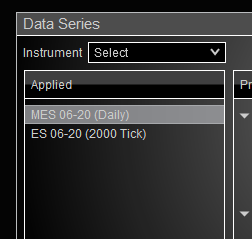 Data Series
Instrument Select
Applied Pr
MES 06-20 (Daily)
ES 06-20 (2000 Tick)